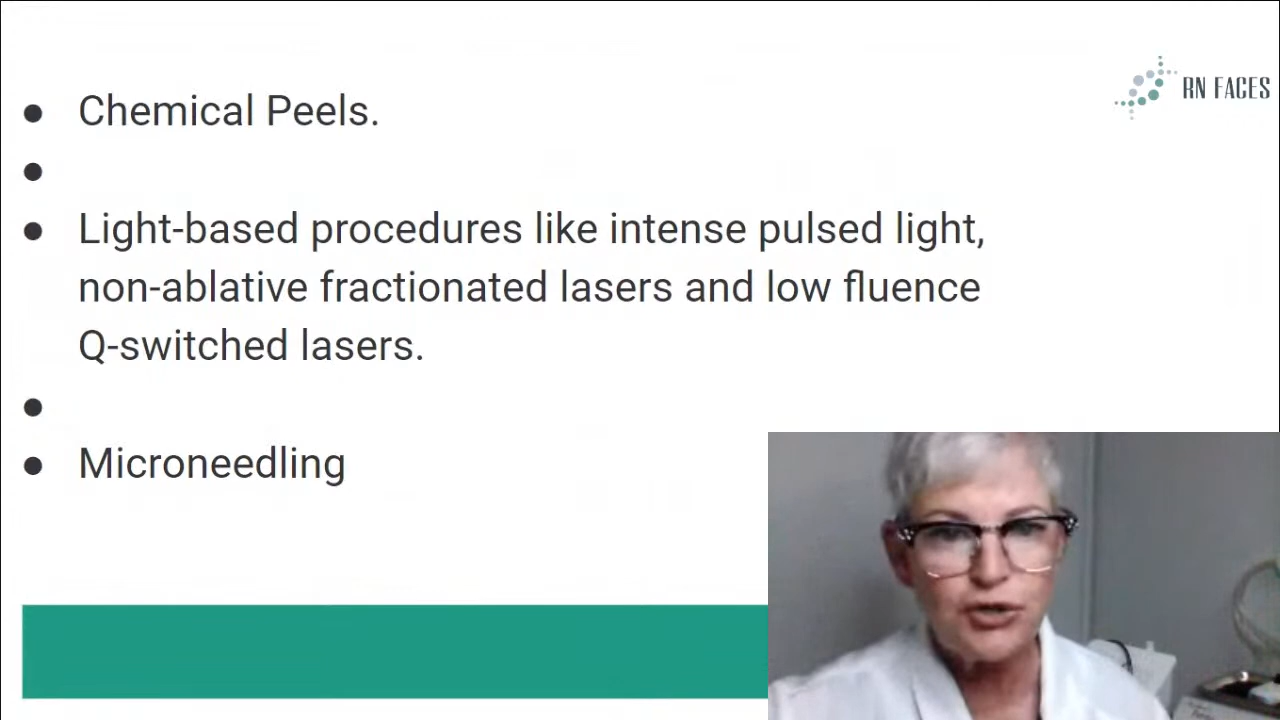 RN FACES
● Chemical Peels.
●
● Light-based procedures like intense pulsed light,
non-ablative fractionated lasers and low fluence
Q-switched lasers.
●
● Microneedling